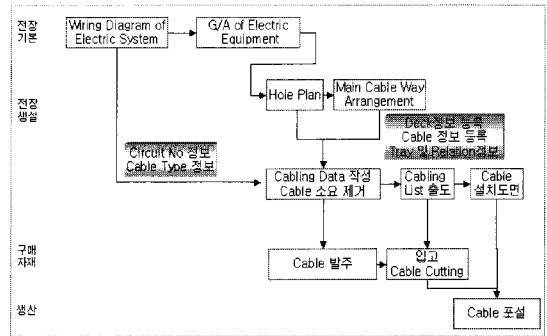 전장
기본
Wiring Diagram of
Electric System
G/A of Electric
Equipment
전장
생설
Hole Plan
Main Cable Way
Arrangement
Deck정보 등록
Cable 정보 등록
Tray 및 Relation정보
Circuit No 정보
Cable Type 정보
Cabling Data 작성
Cable 소요 제거
Cabling
List 출도
Cable
설치도면
구매
자재
Cable 발주
입고
Cable Cutting
생산
Cable 포설